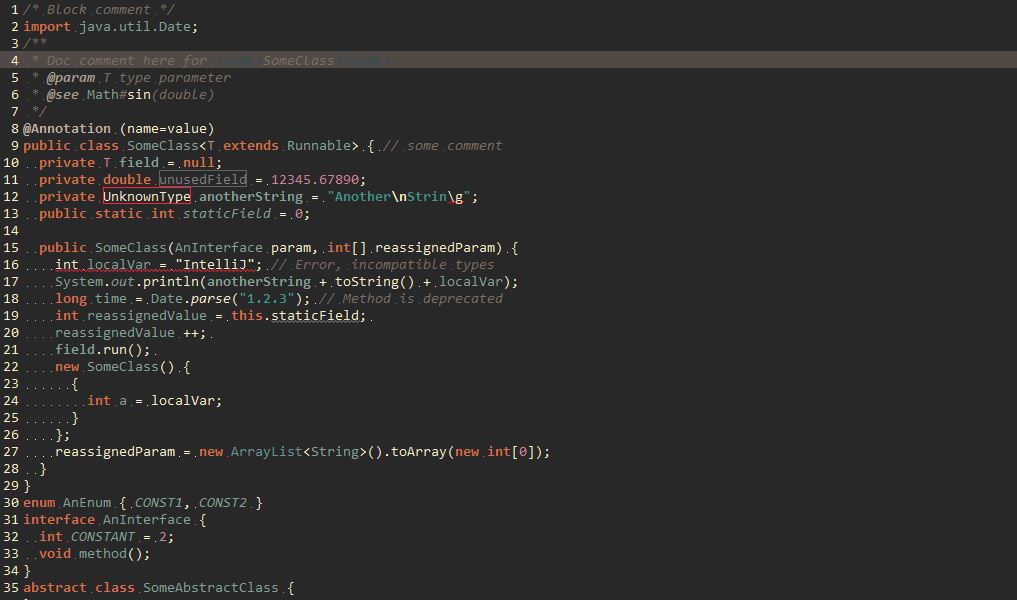 1 /* Block comment */
2 import java.util.Date;
3 /**
4  * Doc comment here for <code>SomeClass</code>
5  * @param T type parameter
6  * @see Math#sin(double)
7  */
8 @Annotation (name=value)
9 public class SomeClass<T extends Runnable> { // some comment
10   private T field = null;
11   private double unusedField = 12345.67890;
12   private UnknownType anotherString = "Another\nStrin\g";
13   public static int staticField = 0;
14
15   public SomeClass(AnInterface param, int[] reassignedParam) {
16     int localVar = "IntelliJ"; // Error, incompatible types
17     System.out.println(anotherString + toString() + localVar);
18     long time = Date.parse("1.2.3"); // Method is deprecated
19     int reassignedValue = this.staticField;
20     reassignedValue ++;
21     field.run();
22     new SomeClass() {
23       {
24         int a = localVar;
25       }
26     };
27     reassignedParam = new ArrayList<String>().toArray(new int[0]);
28   }
29 }
30 enum AnEnum { CONST1, CONST2 }
31 interface AnInterface {
32   int CONSTANT = 2;
33   void method();
34 }
35 abstract class SomeAbstractClass {